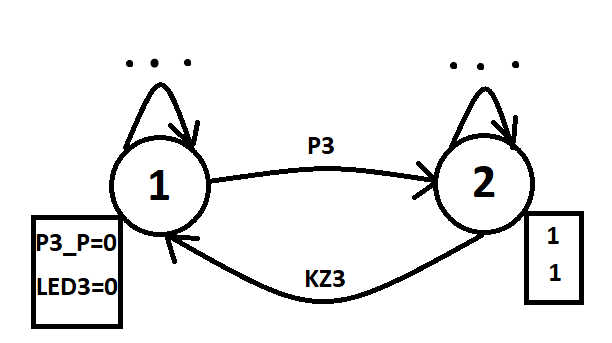 . . .
. . .
P3
1
2
P3_P=0
LED3=0
1
1
KZ3